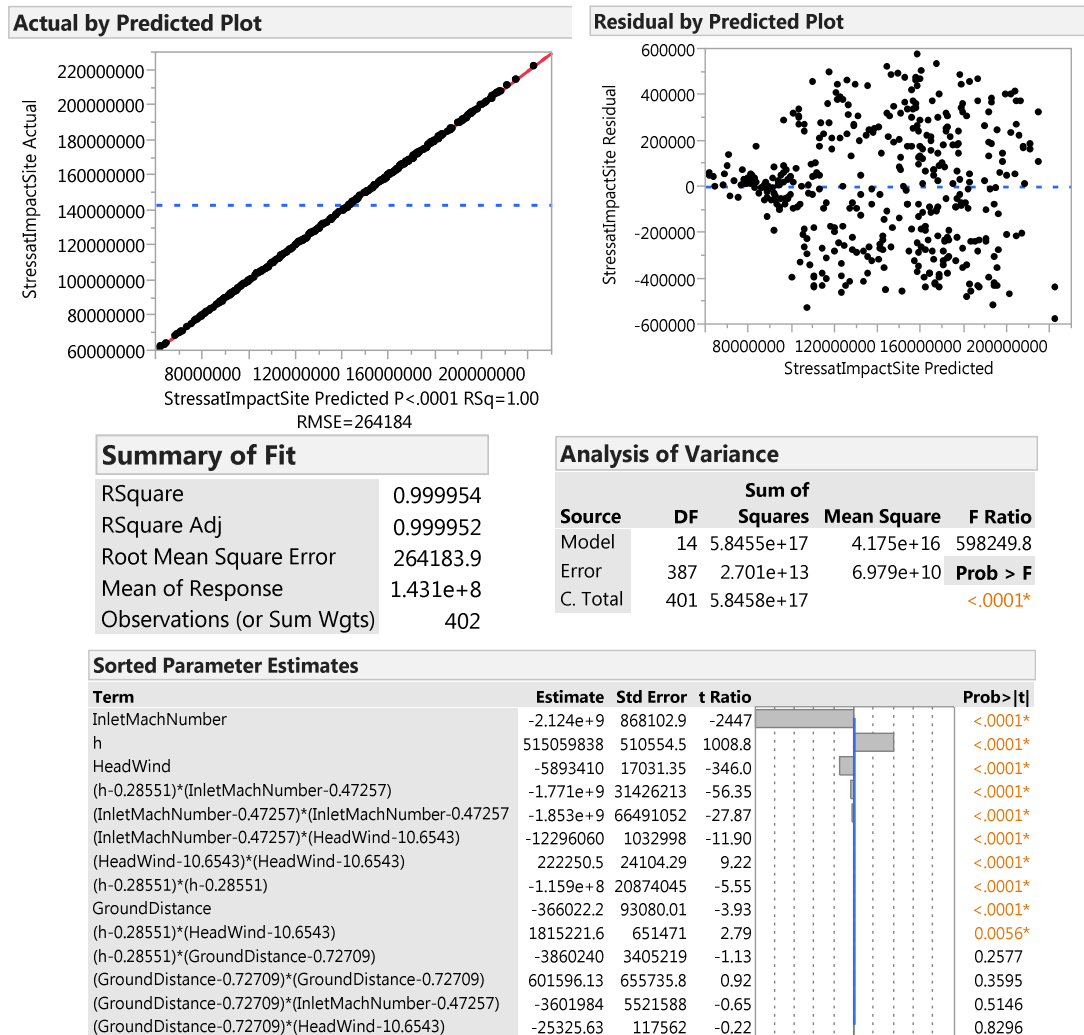 Actual by Predicted Plot
StressatImpactSite Actual
220000000
200000000
180000000
160000000
140000000
120000000
100000000
80000000
60000000
80000000 120000000 160000000 200000000
StressatImpactSite Predicted P<.0001 RSq=1.00
RMSE=264184
Residual by Predicted Plot
StressatImpactSite Residual
600000
400000
200000
0
-200000
-400000
-600000
80000000 120000000 160000000 200000000
StressatImpactSite Predicted
Summary of Fit
RSquare 0.999954
RSquare Adj 0.999952
Root Mean Square Error 264183.9
Mean of Response 1.431e+8
Observations (or Sum Wgts) 402
Analysis of Variance
Sum of
Source DF Squares Mean Square F Ratio
Model 14 5.8455e+17 4.175e+16 598249.8
Error 387 2.701e+13 6.979e+10 Prob > F
C. Total 401 5.8458e+17 <.0001*
Sorted Parameter Estimates
Term Estimate Std Error t Ratio Prob>|t|
InletMachNumber -2.124e+9 868102.9 -2447 <.0001*
h 515059838 510554.5 1008.8 <.0001*
HeadWind -5893410 17031.35 -346.0 <.0001*
(h-0.28551)*(InletMachNumber-0.47257) -1.771e+9 31426213 -56.35 <.0001*
(InletMachNumber-0.47257)*(InletMachNumber-0.47257 -1.853e+9 66491052 -27.87 <.0001*
(InletMachNumber-0.47257)*(HeadWind-10.6543) -12296060 1032998 -11.90 <.0001*
(HeadWind-10.6543)*(HeadWind-10.6543) 222250.5 24104.29 9.22 <.0001*
(h-0.28551)*(h-0.28551) -1.159e+8 20874045 -5.55 <.0001*
GroundDistance -366022.2 93080.01 -3.93 <.0001*
(h-0.28551)*(HeadWind-10.6543) 1815221.6 651471 2.79 0.0056*
(h-0.28551)*(GroundDistance-0.72709) -3860240 3405219 -1.13 0.2577
(GroundDistance-0.72709)*(GroundDistance-0.72709) 601596.13 655735.8 0.92 0.3595
(GroundDistance-0.72709)*(InletMachNumber-0.47257) -3601984 5521588 -0.65 0.5146
(GroundDistance-0.72709)*(HeadWind-10.6543) -25325.63 117562 -0.22 0.8296